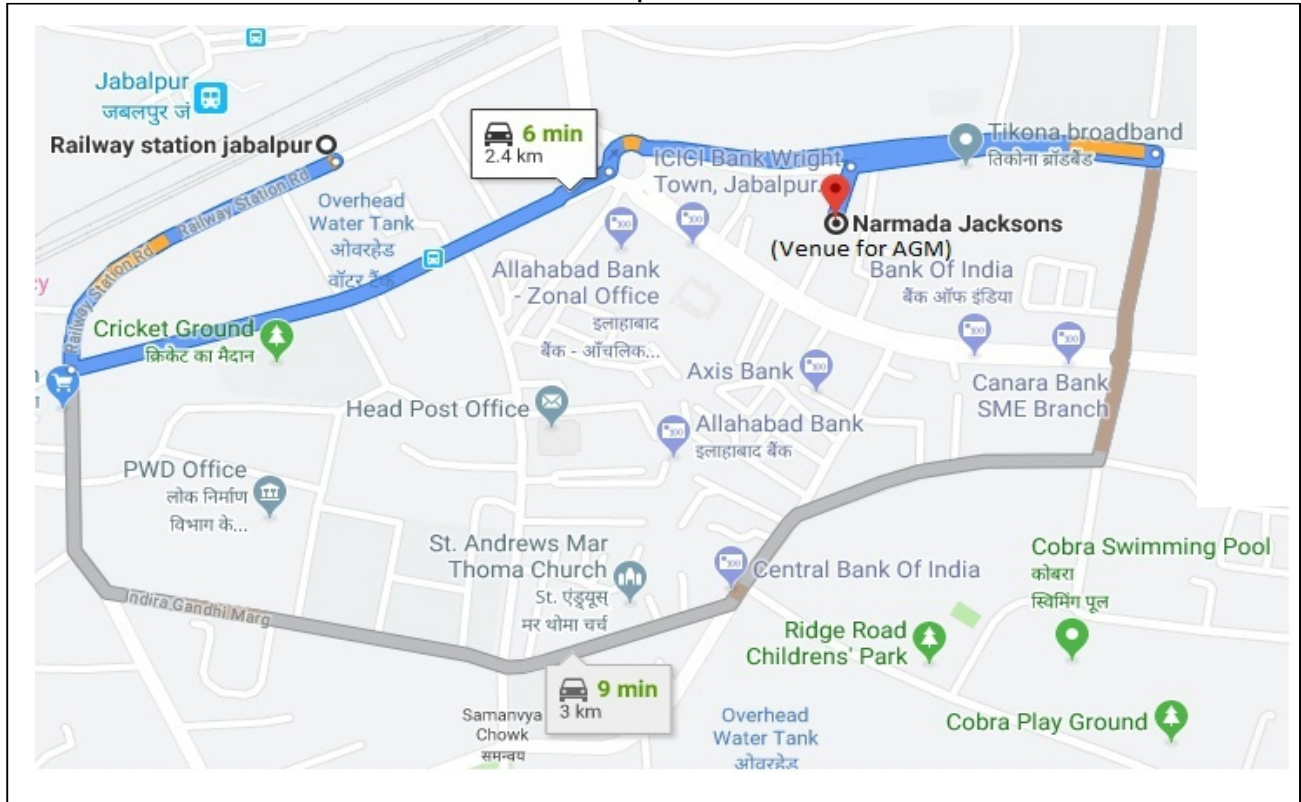 Jabalpur
जबलपुर जं
Railway station jabalpur
6 min
2.4 km
Tikona broadband
तिकोना ब्रॉडबैंड
ICICI Bank Wright
Town, Jabalpur.
Railway Station Rd
Railway Station Rd
Railway Station Rd
Overhead
Water Tank
ओवरहेड
वॉटर टैंक
Narmada Jacksons
(Venue for AGM)
Allahabad Bank
- Zonal Office
इलाहाबाद
बैंक - आँचलिक...
Bank Of India
बैंक ऑफ इंडिया
Cricket Ground
क्रिकेट का मैदान
Axis Bank
Canara Bank
SME Branch
Head Post Office
Allahabad Bank
इलाहाबाद बैंक
PWD Office
लोक निर्माण
विभाग के...
St. Andrews Mar
Thoma Church
St. एंड्र्यूस्
मर थोमा चर्च
Central Bank Of India
Cobra Swimming Pool
कोबरा
स्विमिंग पूल
Indira Gandhi Marg
Ridge Road
Childrens' Park
9 min
3 km
Samanvya
Chowk
समन्वय
Overhead
Water Tank
ओवरहेड
Cobra Play Ground